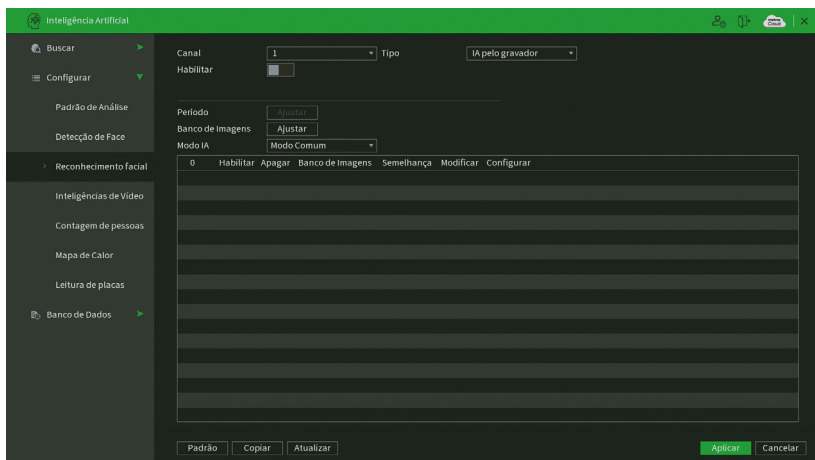 Inteligência Artificial
Cloud
Buscar
Configurar
Padrão de Análise
Detecção de Face
Reconhecimento facial
Inteligências de Vídeo
Contagem de pessoas
Mapa de Calor
Leitura de placas
Banco de Dados
Canal 1 Tipo IA pelo gravador
Habilitar
Período Ajustar
Banco de Imagens Ajustar
Modo IA Modo Comum
0 Habilitar Apagar Banco de Imagens Semelhança Modificar Configurar
Padrão Copiar Atualizar Aplicar Cancelar